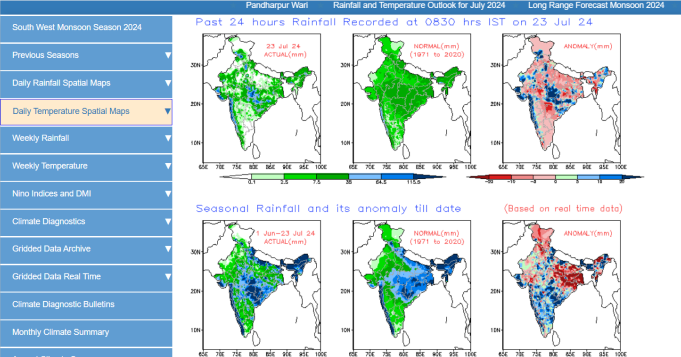 Pandharpur Wari
Rainfall and Temperature Outlook for July 2024
Long Range Forecast Monsoon 2024
South West Monsoon Season 2024
Previous Seasons
Daily Rainfall Spatial Maps
Daily Temperature Spatial Maps
Weekly Rainfall
Weekly Temperature
Nino Indices and DMI
Climate Diagnostics
Gridded Data Archive
Gridded Data Real Time
Climate Diagnostic Bulletins
Monthly Climate Summary
Past 24 hours Rainfall Recorded at 0830 hrs IST on 23 Jul 24
23 Jul 24
ACTUAL(mm)
30N
20N
10N
65E 70E 75E 80E 85E 90E 95E 100E
NORMAL(mm)
(1971 to 2020)
30N
20N
10N
65E 70E 75E 80E 85E 90E 95E 100E
ANOMALY(mm)
30N
20N
10N
65E 70E 75E 80E 85E 90E 95E 100E
0.1 2.5 7.5 35 64.5 115.5
Seasonal Rainfall and its anomaly till date
(Based on real time data)
1 Jun-23 Jul 24
ACTUAL(mm)
30N
20N
10N
65E 70E 75E 80E 85E 90E 95E 100E
NORMAL(mm)
(1971 to 2020)
30N
20N
10N
65E 70E 75E 80E 85E 90E 95E 100E
ANOMALY(mm)
30N
20N
10N
65E 70E 75E 80E 85E 90E 95E 100E